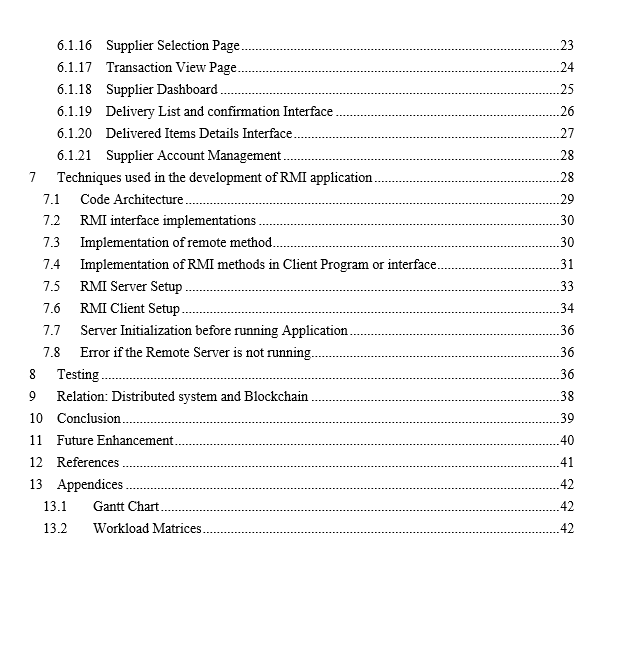 6.1.16 Supplier Selection Page 23
6.1.17 Transaction View Page 24
6.1.18 Supplier Dashboard 25
6.1.19 Delivery List and confirmation Interface 26
6.1.20 Delivered Items Details Interface 27
6.1.21 Supplier Account Management 28
7 Techniques used in the development of RMI application 28
7.1 Code Architecture 29
7.2 RMI interface implementations 30
7.3 Implementation of remote method 30
7.4 Implementation of RMI methods in Client Program or interface 31
7.5 RMI Server Setup 33
7.6 RMI Client Setup 34
7.7 Server Initialization before running Application 36
7.8 Error if the Remote Server is not running 36
8 Testing 36
9 Relation: Distributed system and Blockchain 38
10 Conclusion 39
11 Future Enhancement 40
12 References 41
13 Appendices 42
13.1 Gantt Chart 42
13.2 Workload Matrices 42